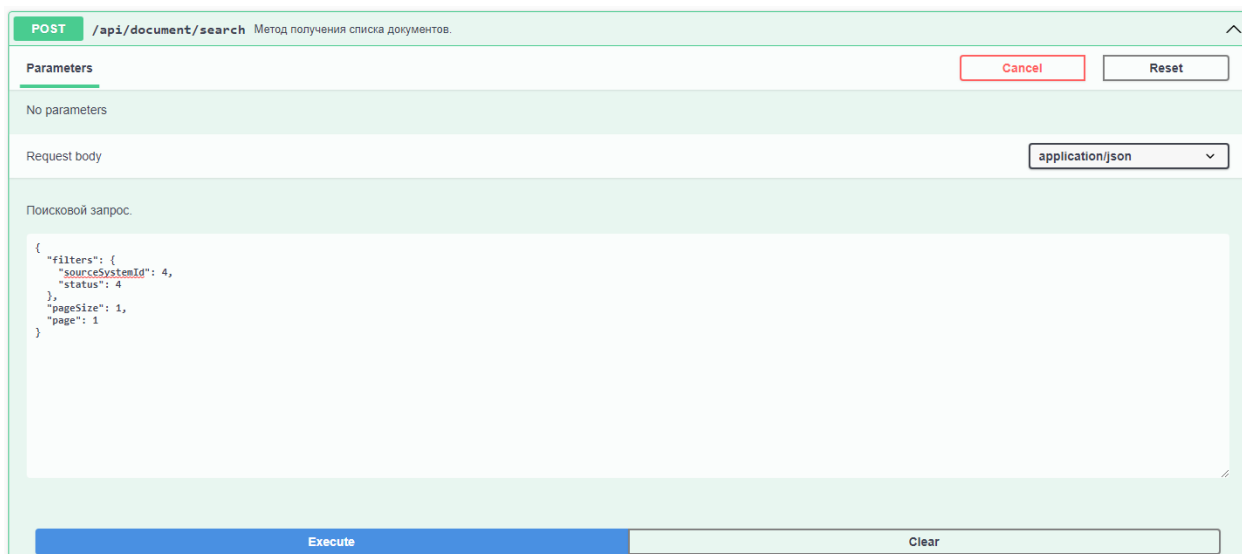 POST /api/document/search Метод получения списка документов.
Parameters Cancel Reset
No parameters
Request body application/json
Поисковой запрос.
{
"filters": {
"sourceSystemId": 4,
"status": 4
},
"pageSize": 1,
"page": 1
}
Execute Clear